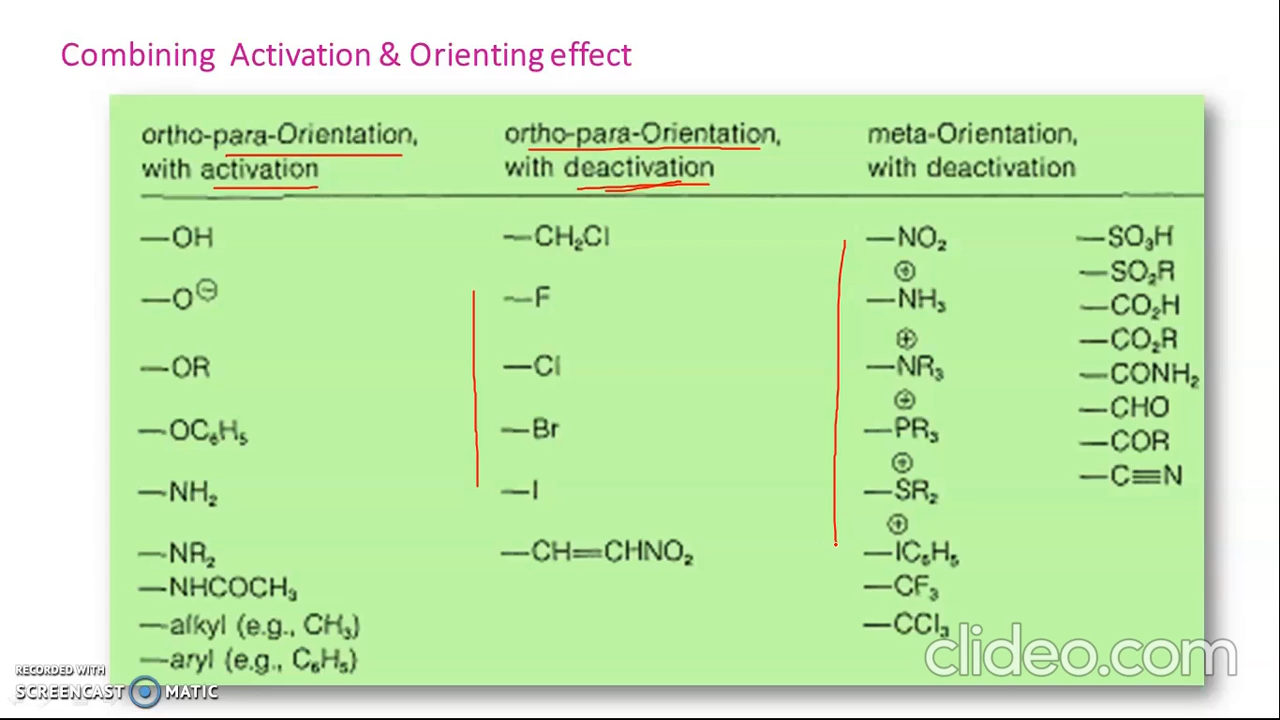 Combining Activation & Orienting effect
ortho-para-Orientation,
with activation
—OH
—O⊖
—OR
—OC₆H₅
—NH₂
—NR₂
—NHCOCH₃
—alkyl (e.g., CH₃)
—aryl (e.g., C₆H₅)
ortho-para-Orientation,
with deactivation
—CH₂Cl
—F
—Cl
—Br
—I
—CH=CHNO₂
meta-Orientation,
with deactivation
—NO₂
⊕
—NH₃
⊕
—NR₃
⊕
—PR₃
⊕
—SR₂
⊕
—IC₆H₅
—CF₃
—CCl₃
—SO₃H
—SO₂R
—CO₂H
—CO₂R
—CONH₂
—CHO
—COR
—C≡N
clideo.com
RECORDED WITH
SCREENCAST MATIC